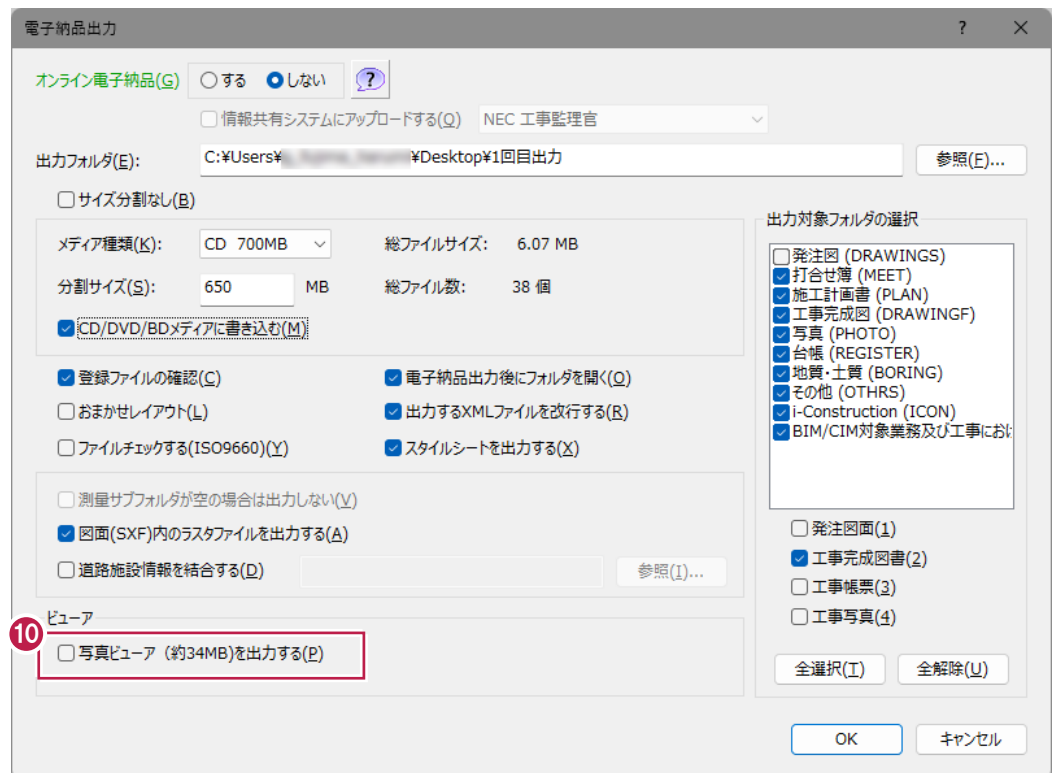 電子納品出力
オンライン電子納品(G) する しない ?
情報共有システムにアップロードする(Q) NEC 工事監理官
出力フォルダ(E): C:¥Users¥ ¥Desktop¥1回目出力 参照(F)...
サイズ分割なし(B)
メディア種類(K): CD 700MB 総ファイルサイズ: 6.07 MB
分割サイズ(S): 650 MB 総ファイル数: 38 個
CD/DVD/BDメディアに書き込む(M)
登録ファイルの確認(C) 電子納品出力後にフォルダを開く(O)
おまかせレイアウト(L) 出力するXMLファイルを改行する(R)
ファイルチェックする(ISO9660)(Y) スタイルシートを出力する(X)
測量サブフォルダが空の場合は出力しない(V)
図面(SXF)内のラスタファイルを出力する(A)
道路施設情報を結合する(D) 参照(I)...
ビューア
10
写真ビューア（約34MB)を出力する(P)
出力対象フォルダの選択
発注図 (DRAWINGS)
打合せ簿 (MEET)
施工計画書 (PLAN)
工事完成図 (DRAWINGF)
写真 (PHOTO)
台帳 (REGISTER)
地質・土質 (BORING)
その他 (OTHRS)
i-Construction (ICON)
BIM/CIM対象業務及び工事にお
発注図面(1)
工事完成図書(2)
工事帳票(3)
工事写真(4)
全選択(T) 全解除(U)
OK キャンセル